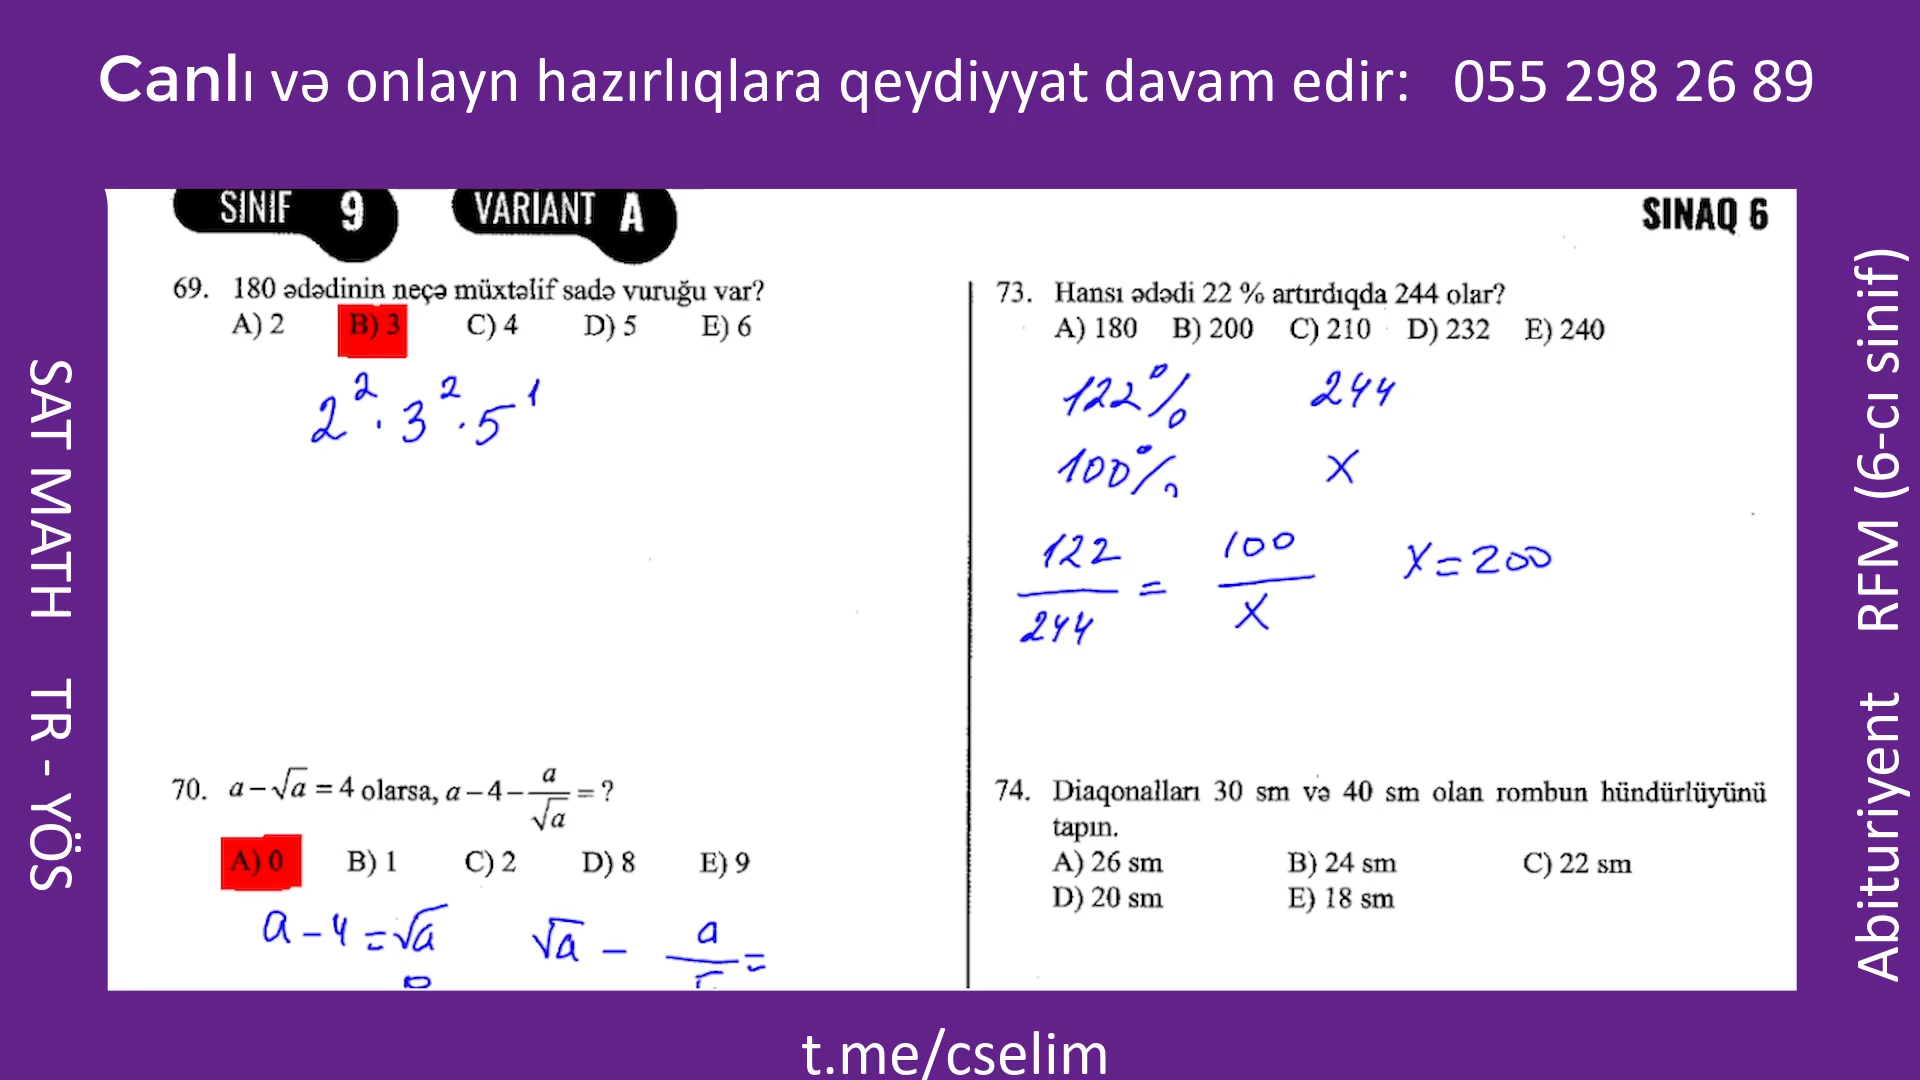 Canlı və onlayn hazırlıqlara qeydiyyat davam edir: 055 298 26 89
SAT MATH TR - YÖS
SINIF 9 VARİANT A
SINAQ 6
69. 180 ədədinin neçə müxtəlif sadə vuruğu var?
A) 2 B) 3 C) 4 D) 5 E) 6
2² · 3² · 5¹
70. a − √a = 4 olarsa, a − 4 − a/√a = ?
A) 0 B) 1 C) 2 D) 8 E) 9
a − 4 = √a √a − a/ =
73. Hansı ədədi 22 % artırdıqda 244 olar?
A) 180 B) 200 C) 210 D) 232 E) 240
122% 244
100% x
122/244 = 100/x x = 200
74. Diaqonalları 30 sm və 40 sm olan rombun hündürlüyünü
tapın.
A) 26 sm B) 24 sm C) 22 sm
D) 20 sm E) 18 sm
Abituriyent RFM (6-cı sinif)
t.me/cselim